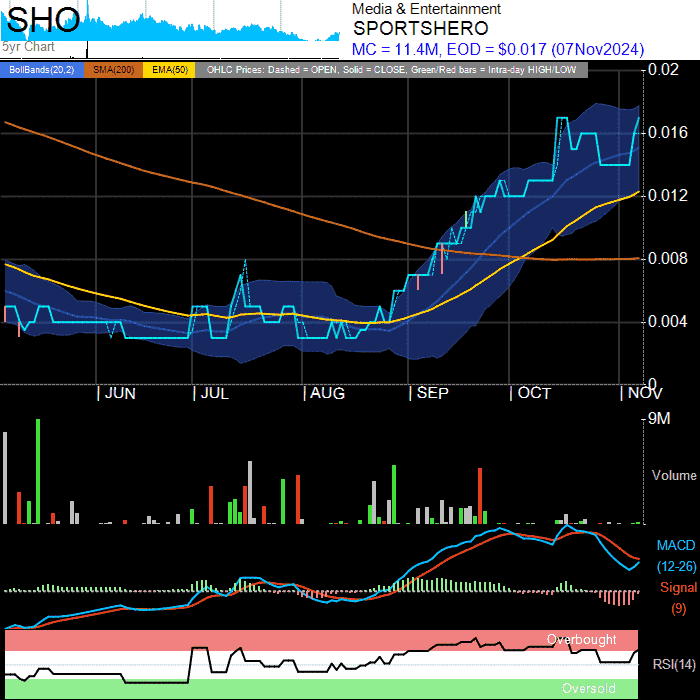 SHO
5yr Chart
Media & Entertainment
SPORTSHERO
MC = 11.4M, EOD = $0.017 (07Nov2024)
BollBands(20,2) SMA(200) EMA(50) OHLC Prices: Dashed = OPEN, Solid = CLOSE, Green/Red bars = Intra-day HIGH/LOW
0.02
0.016
0.012
0.008
0.004
0
JUN JUL AUG SEP OCT NOV
9M
Volume
MACD
(12-26)
Signal
(9)
Overbought
RSI(14)
Oversold